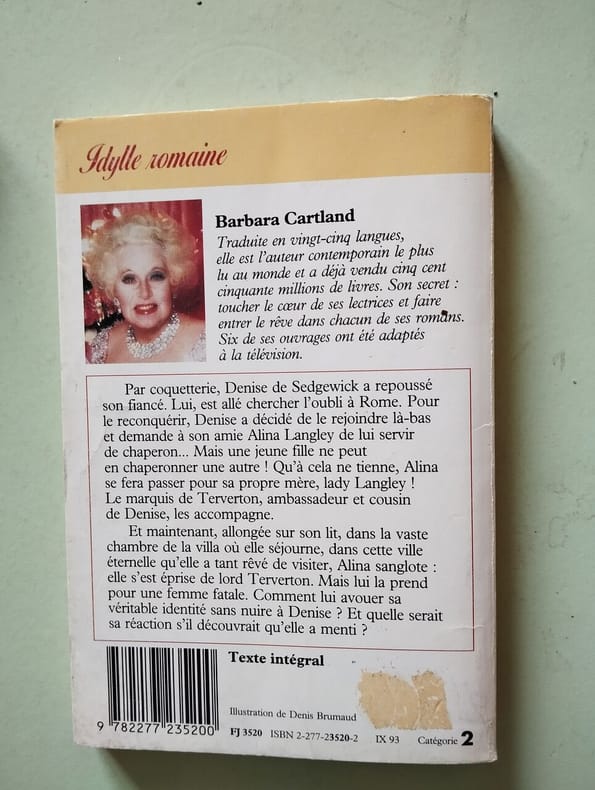 Idylle romaine
Barbara Cartland
Traduite en vingt-cinq langues,
elle est l'auteur contemporain le plus
lu au monde et a déjà vendu cinq cent
cinquante millions de livres. Son secret :
toucher le cœur de ses lectrices et faire
entrer le rêve dans chacun de ses romans.
Six de ses ouvrages ont été adaptés
à la télévision.
Par coquetterie, Denise de Sedgewick a repoussé
son fiancé. Lui, est allé chercher l'oubli à Rome. Pour
le reconquérir, Denise a décidé de le rejoindre là-bas
et demande à son amie Alina Langley de lui servir
de chaperon... Mais une jeune fille ne peut
en chaperonner une autre ! Qu'à cela ne tienne, Alina
se fera passer pour sa propre mère, lady Langley !
Le marquis de Terverton, ambassadeur et cousin
de Denise, les accompagne.
Et maintenant, allongée sur son lit, dans la vaste
chambre de la villa où elle séjourne, dans cette ville
éternelle qu'elle a tant rêvé de visiter, Alina sanglote :
elle s'est éprise de lord Terverton. Mais lui la prend
pour une femme fatale. Comment lui avouer sa
véritable identité sans nuire à Denise ? Et quelle serait
sa réaction s'il découvrait qu'elle a menti ?
Texte intégral
Illustration de Denis Brumaud
9 782277 235200
FJ 3520 ISBN 2-277-23520-2 IX 93 Catégorie 2